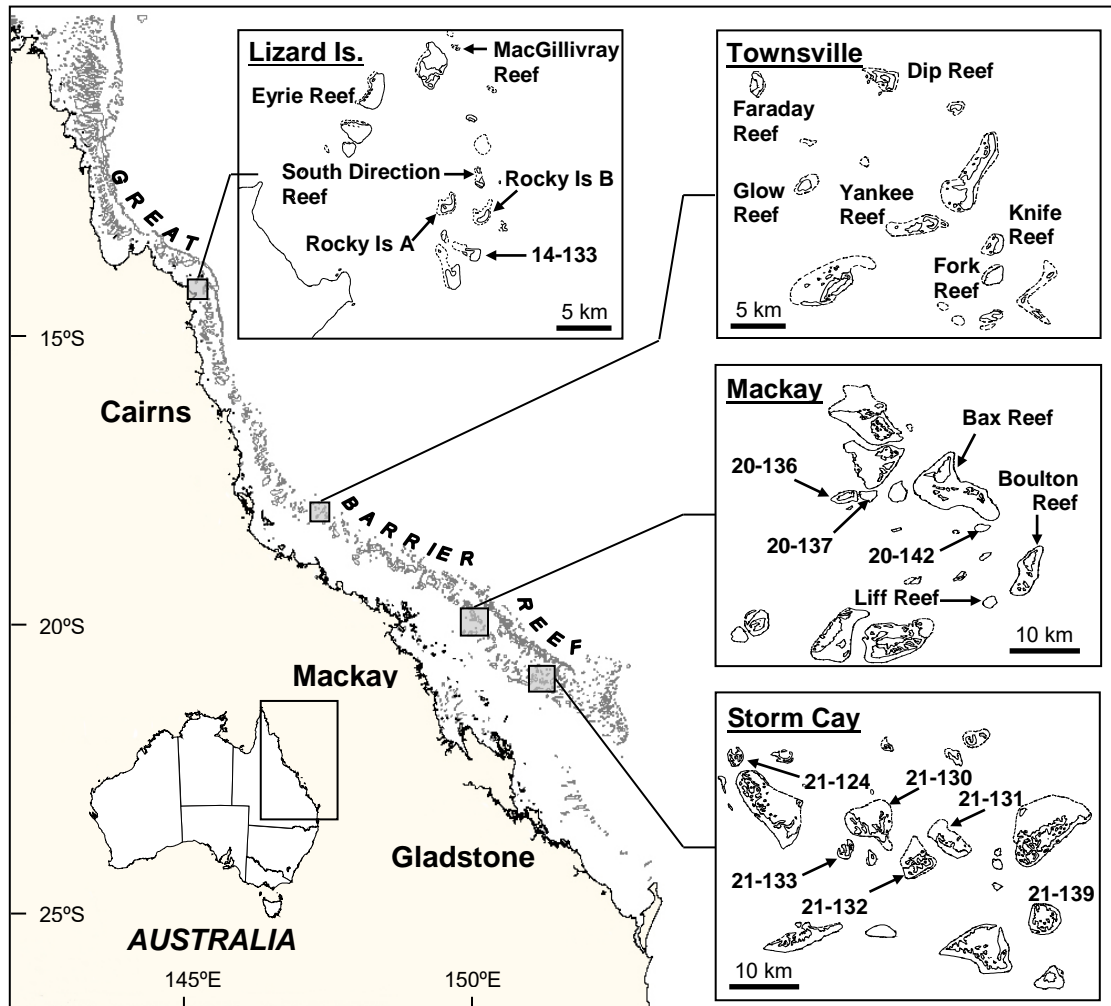 Lizard Is.
MacGillivray
Reef
Eyrie Reef
South Direction
Reef
Rocky Is B
Rocky Is A
14-133
5 km
Townsville
Dip Reef
Faraday
Reef
Glow
Reef
Yankee
Reef
Knife
Reef
Fork
Reef
5 km
GREAT
BARRIER
REEF
15ºS
Cairns
20ºS
Mackay
Gladstone
25ºS
AUSTRALIA
145ºE
150ºE
Mackay
Bax Reef
20-136
Boulton
Reef
20-137
20-142
Liff Reef
10 km
Storm Cay
21-124
21-130
21-131
21-133
21-132
21-139
10 km